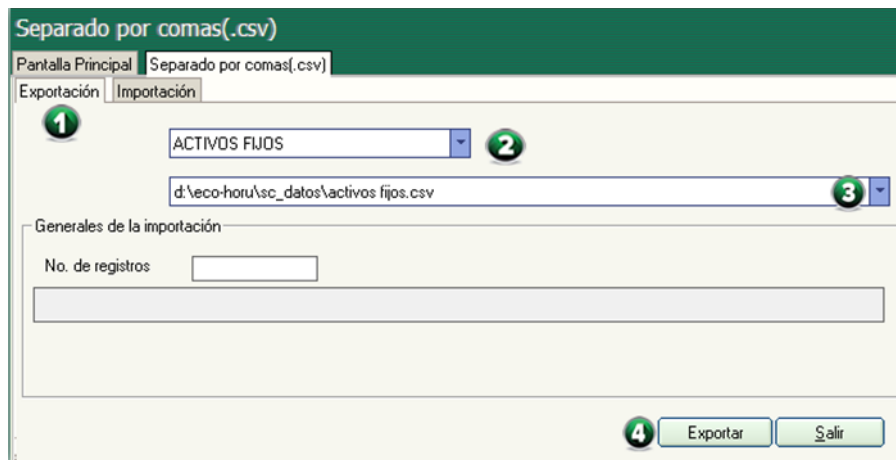 Separado por comas(.csv)
Pantalla Principal Separado por comas(.csv)
Exportación Importación
1
ACTIVOS FIJOS 2
d:\eco-horu\sc_datos\activos fijos.csv 3
Generales de la importación
No. de registros
4 Exportar Salir